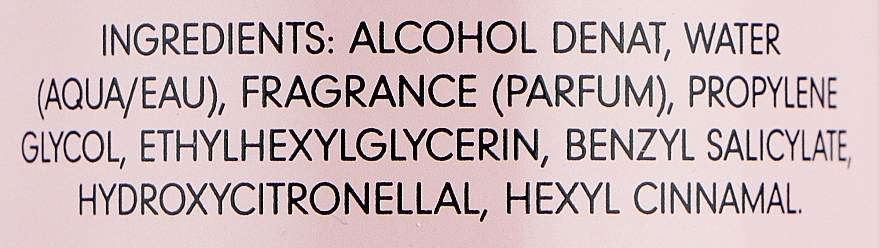 INGREDIENTS: ALCOHOL DENAT, WATER
(AQUA/EAU), FRAGRANCE (PARFUM), PROPYLENE
GLYCOL, ETHYLHEXYLGLYCERIN, BENZYL SALICYLATE,
HYDROXYCITRONELLAL, HEXYL CINNAMAL.